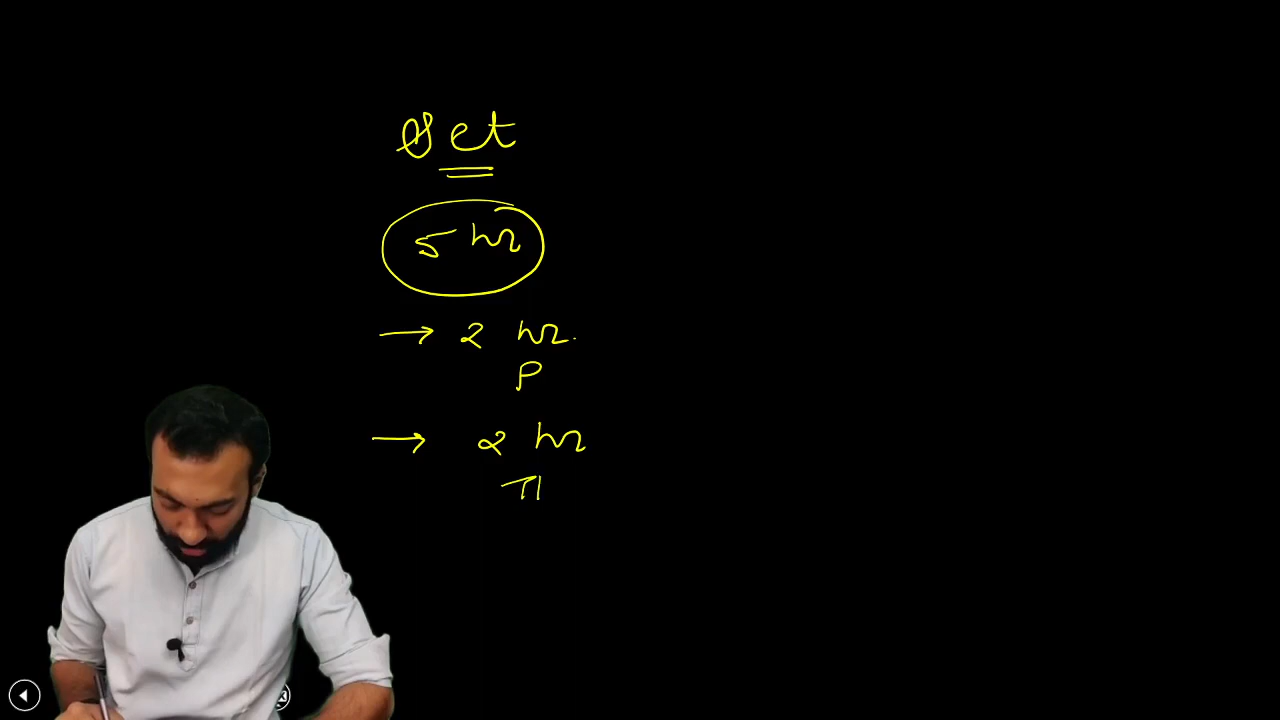 Set
5 hr
→ 2 hr.
P
→ 2 hr